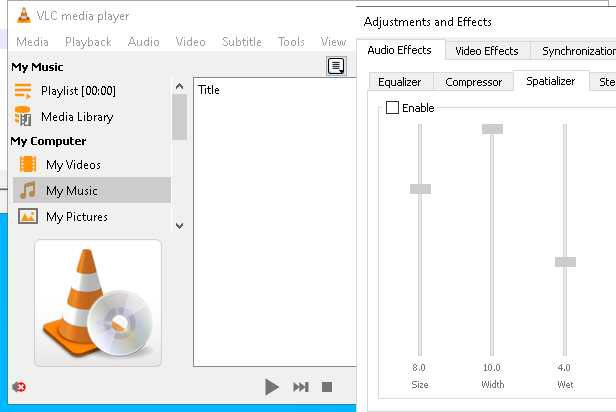 VLC media player
Media Playback Audio Video Subtitle Tools View
My Music
Playlist [00:00]
Media Library
My Computer
My Videos
My Music
My Pictures
Title
Adjustments and Effects
Audio Effects Video Effects Synchronization
Equalizer Compressor Spatializer Ste
Enable
8.0 10.0 4.0
Size Width Wet